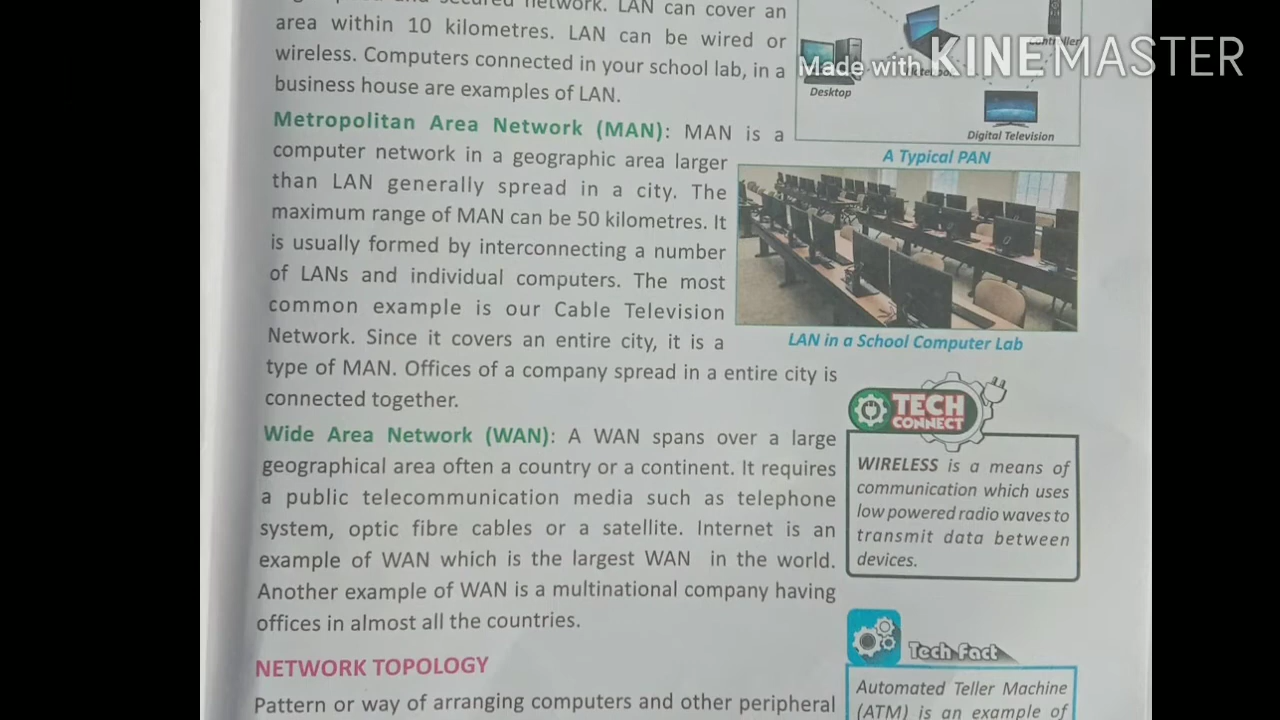 secured network. LAN can cover an
area within 10 kilometres. LAN can be wired or
wireless. Computers connected in your school lab, in a
business house are examples of LAN.
Metropolitan Area Network (MAN): MAN is a
computer network in a geographic area larger
than LAN generally spread in a city. The
maximum range of MAN can be 50 kilometres. It
is usually formed by interconnecting a number
of LANs and individual computers. The most
common example is our Cable Television
Network. Since it covers an entire city, it is a
type of MAN. Offices of a company spread in a entire city is
connected together.
Wide Area Network (WAN): A WAN spans over a large
geographical area often a country or a continent. It requires
a public telecommunication media such as telephone
system, optic fibre cables or a satellite. Internet is an
example of WAN which is the largest WAN in the world.
Another example of WAN is a multinational company having
offices in almost all the countries.
NETWORK TOPOLOGY
Pattern or way of arranging computers and other peripheral
Made with KINEMASTER
Desktop
Digital Television
A Typical PAN
LAN in a School Computer Lab
TECH
CONNECT
WIRELESS is a means of
communication which uses
low powered radio waves to
transmit data between
devices.
Tech Fact
Automated Teller Machine
(ATM) is an example of